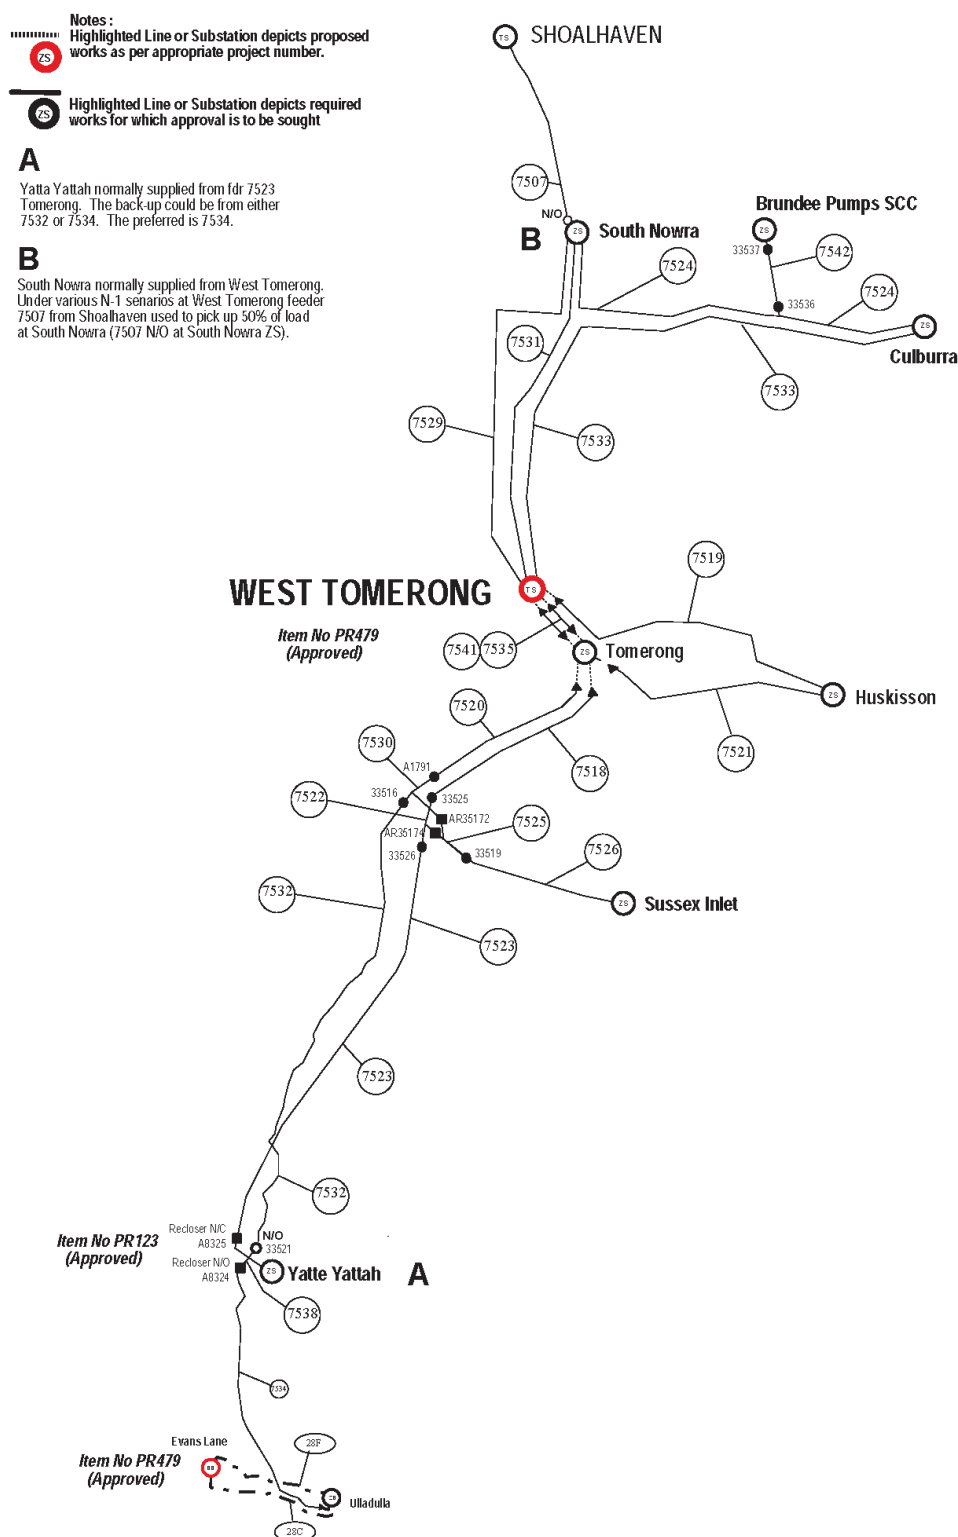 Notes :
Highlighted Line or Substation depicts proposed
works as per appropriate project number.
ZS
Highlighted Line or Substation depicts required
works for which approval is to be sought
ZS
A
Yatta Yattah normally supplied from fdr 7523
Tomerong. The back-up could be from either
7532 or 7534. The preferred is 7534.
B
South Nowra normally supplied from West Tomerong.
Under various N-1 senarios at West Tomerong feeder
7507 from Shoalhaven used to pick up 50% of load
at South Nowra (7507 N/O at South Nowra ZS).
TS
SHOALHAVEN
7507
N/O
B
ZS
South Nowra
Brundee Pumps SCC
ZS
33537
7542
7524
33536
7524
ZS
Culburra
7531
7533
7529
7533
WEST TOMERONG
TS
Item No PR479
(Approved)
7519
7541
7535
ZS
Tomerong
ZS
Huskisson
7520
7521
7530
7518
A1791
33516
7522
33525
AR35172
7525
AR35174
33526
33519
7526
7532
ZS
Sussex Inlet
7523
7523
7532
Item No PR123
(Approved)
Recloser N/C
A8325
N/O
33521
Recloser N/O
A8324
ZS
Yatte Yattah
A
7538
7534
Evans Lane
Item No PR479
(Approved)
28F
Ulladulla
28C